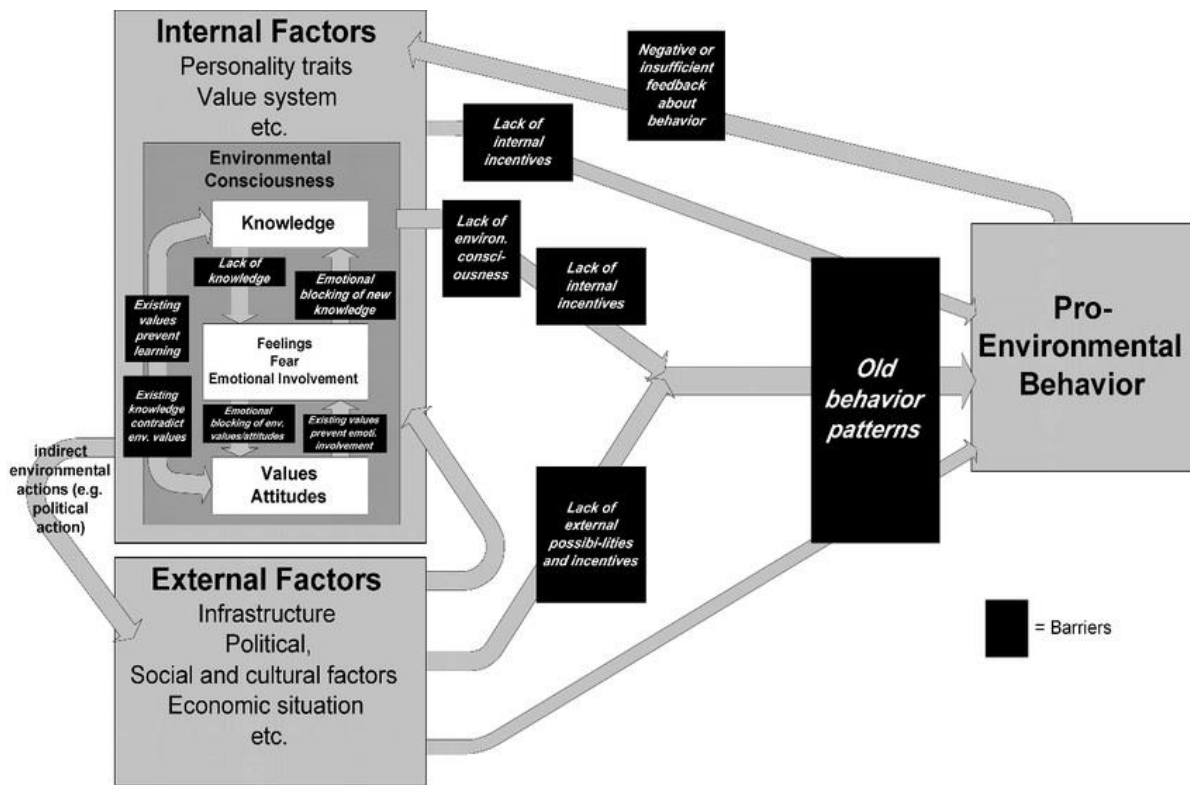 Internal Factors
Personality traits
Value system
etc.
Environmental
Consciousness
Knowledge
Lack of
knowledge
Emotional
blocking of new
knowledge
Existing
values
prevent
learning
Feelings
Fear
Emotional Involvement
Existing
knowledge
contradict
env. values
Emotional
blocking of env.
values/attitudes
Existing values
prevent emoti.
involvement
Values
Attitudes
indirect
environmental
actions (e.g.
political
action)
External Factors
Infrastructure
Political,
Social and cultural factors
Economic situation
etc.
Negative or
insufficient
feedback
about
behavior
Lack of
internal
incentives
Lack of
environ.
consci-
ousness
Lack of
internal
incentives
Lack of
external
possibi-lities
and incentives
Old
behavior
patterns
Pro-
Environmental
Behavior
= Barriers